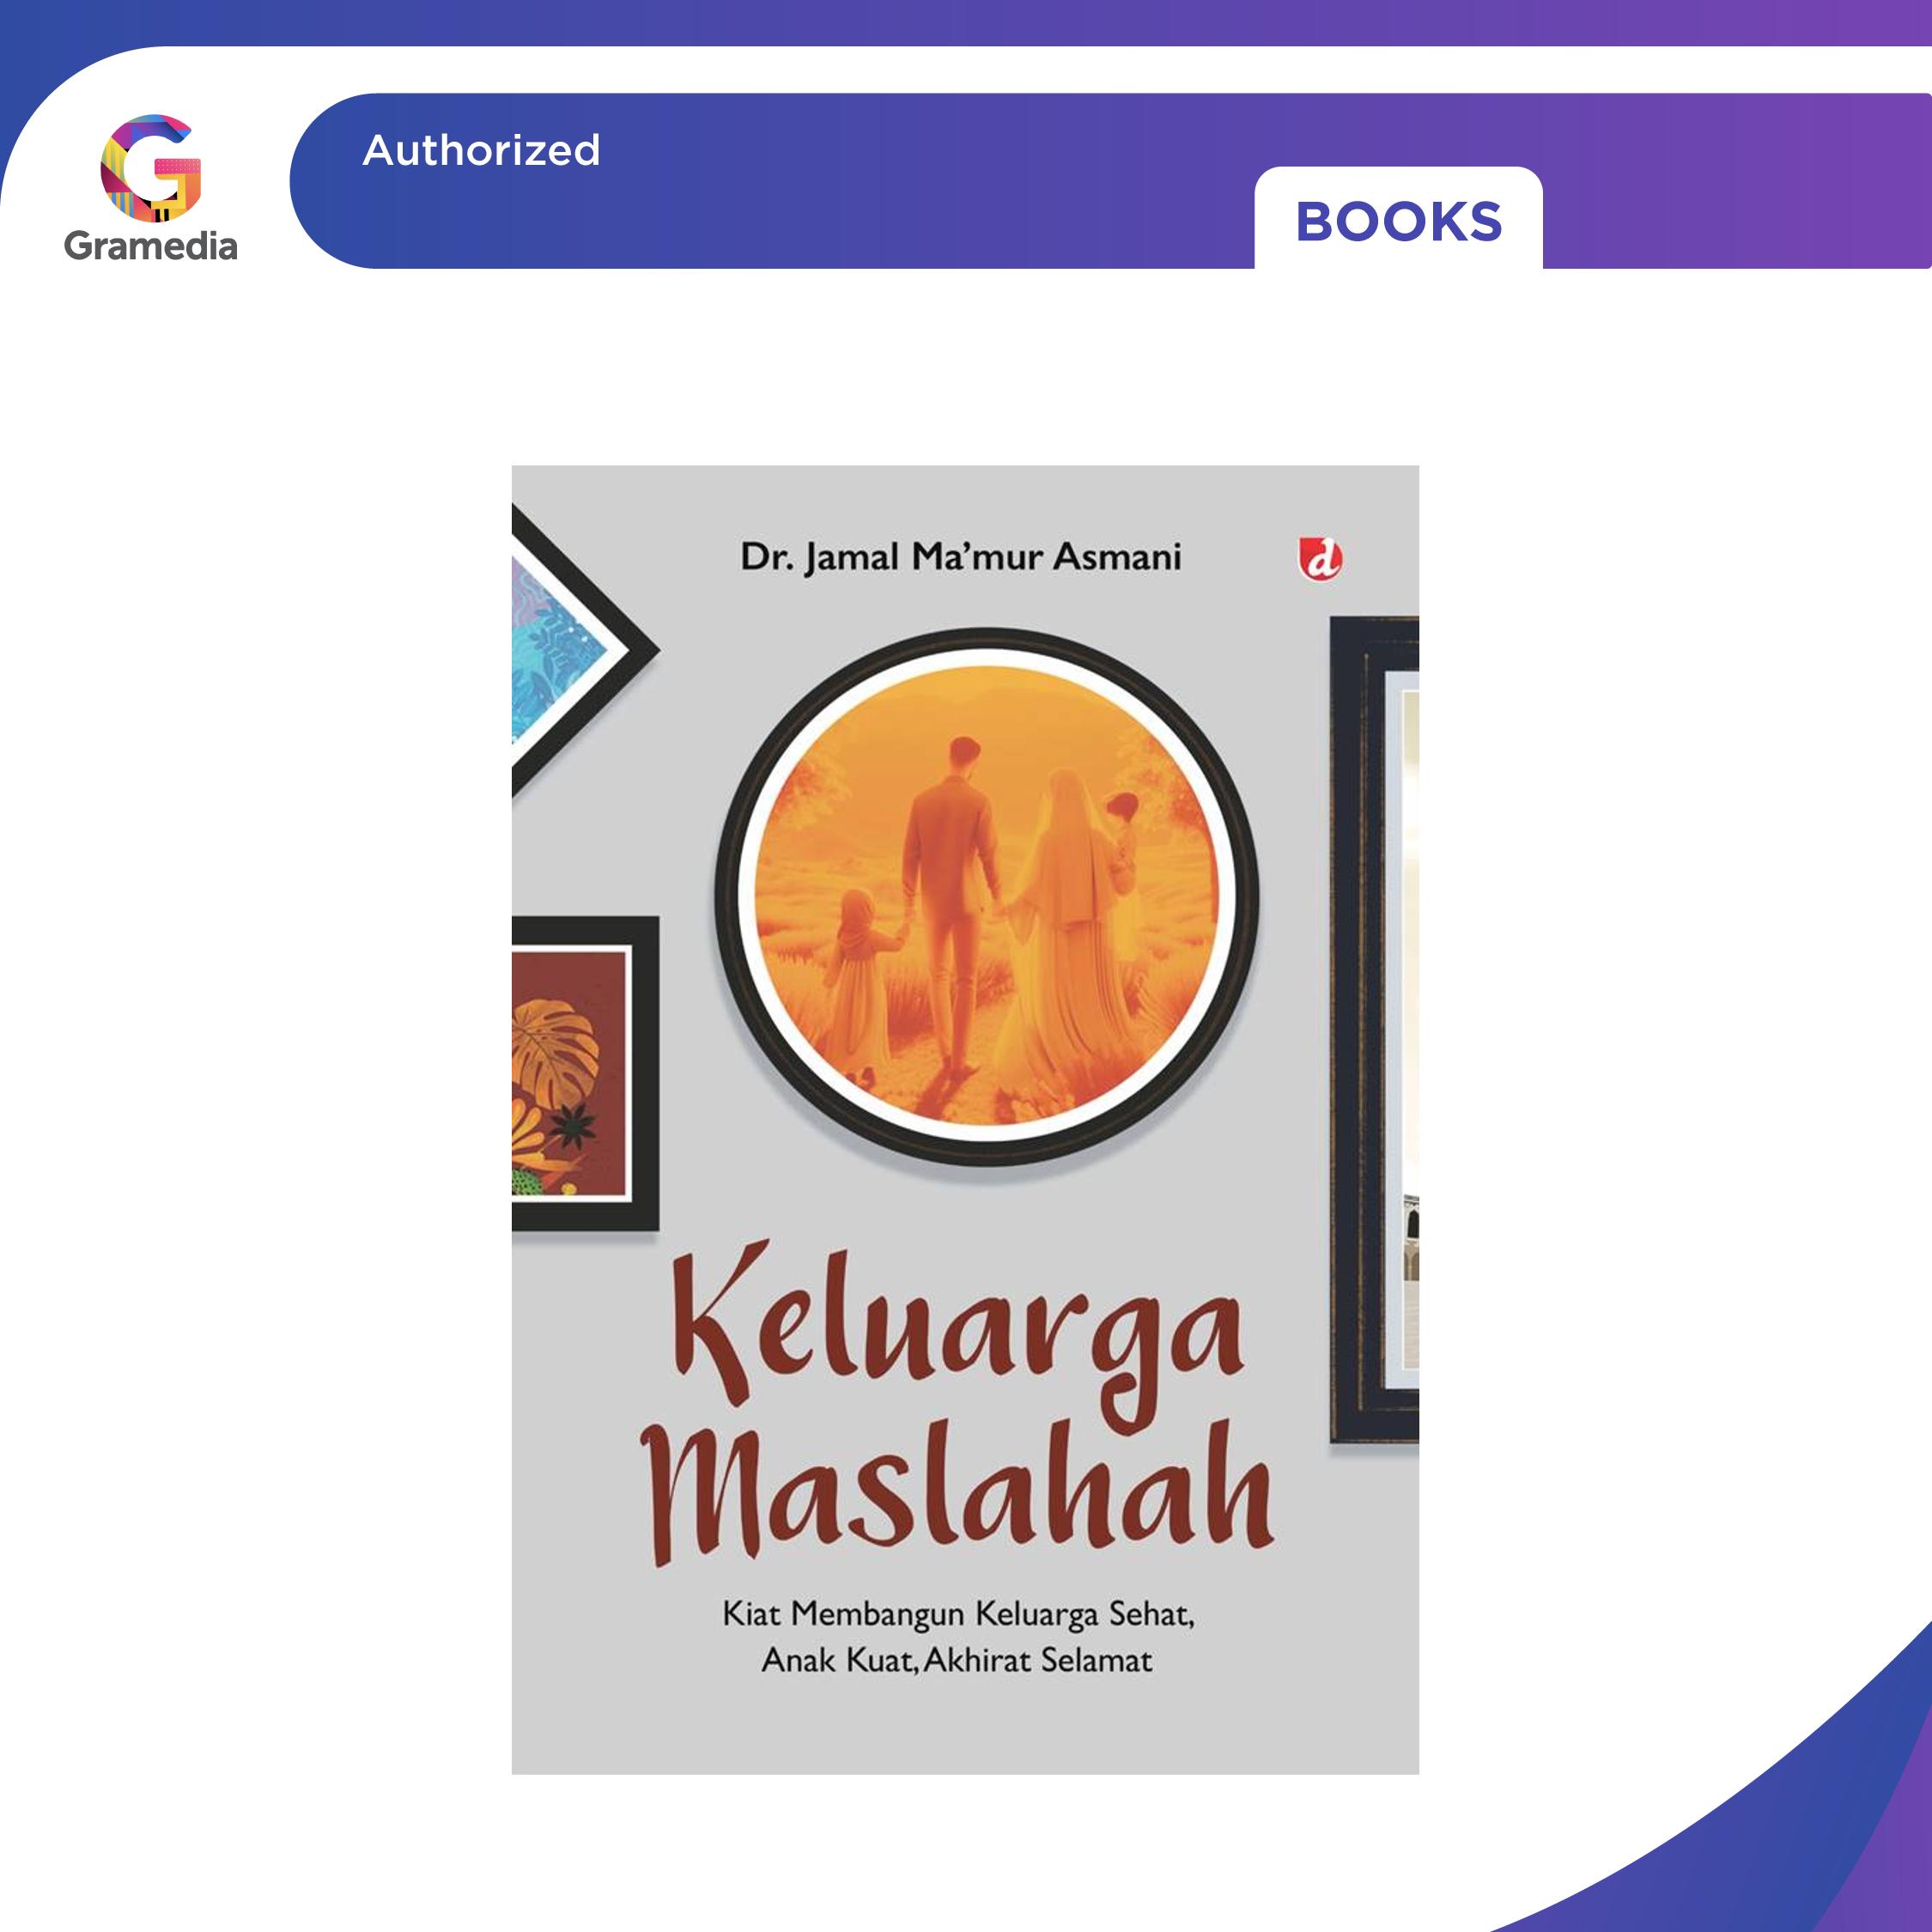 Gramedia
Authorized
BOOKS
Dr. Jamal Ma’mur Asmani
d
Keluarga
Maslahah
Kiat Membangun Keluarga Sehat,
Anak Kuat, Akhirat Selamat